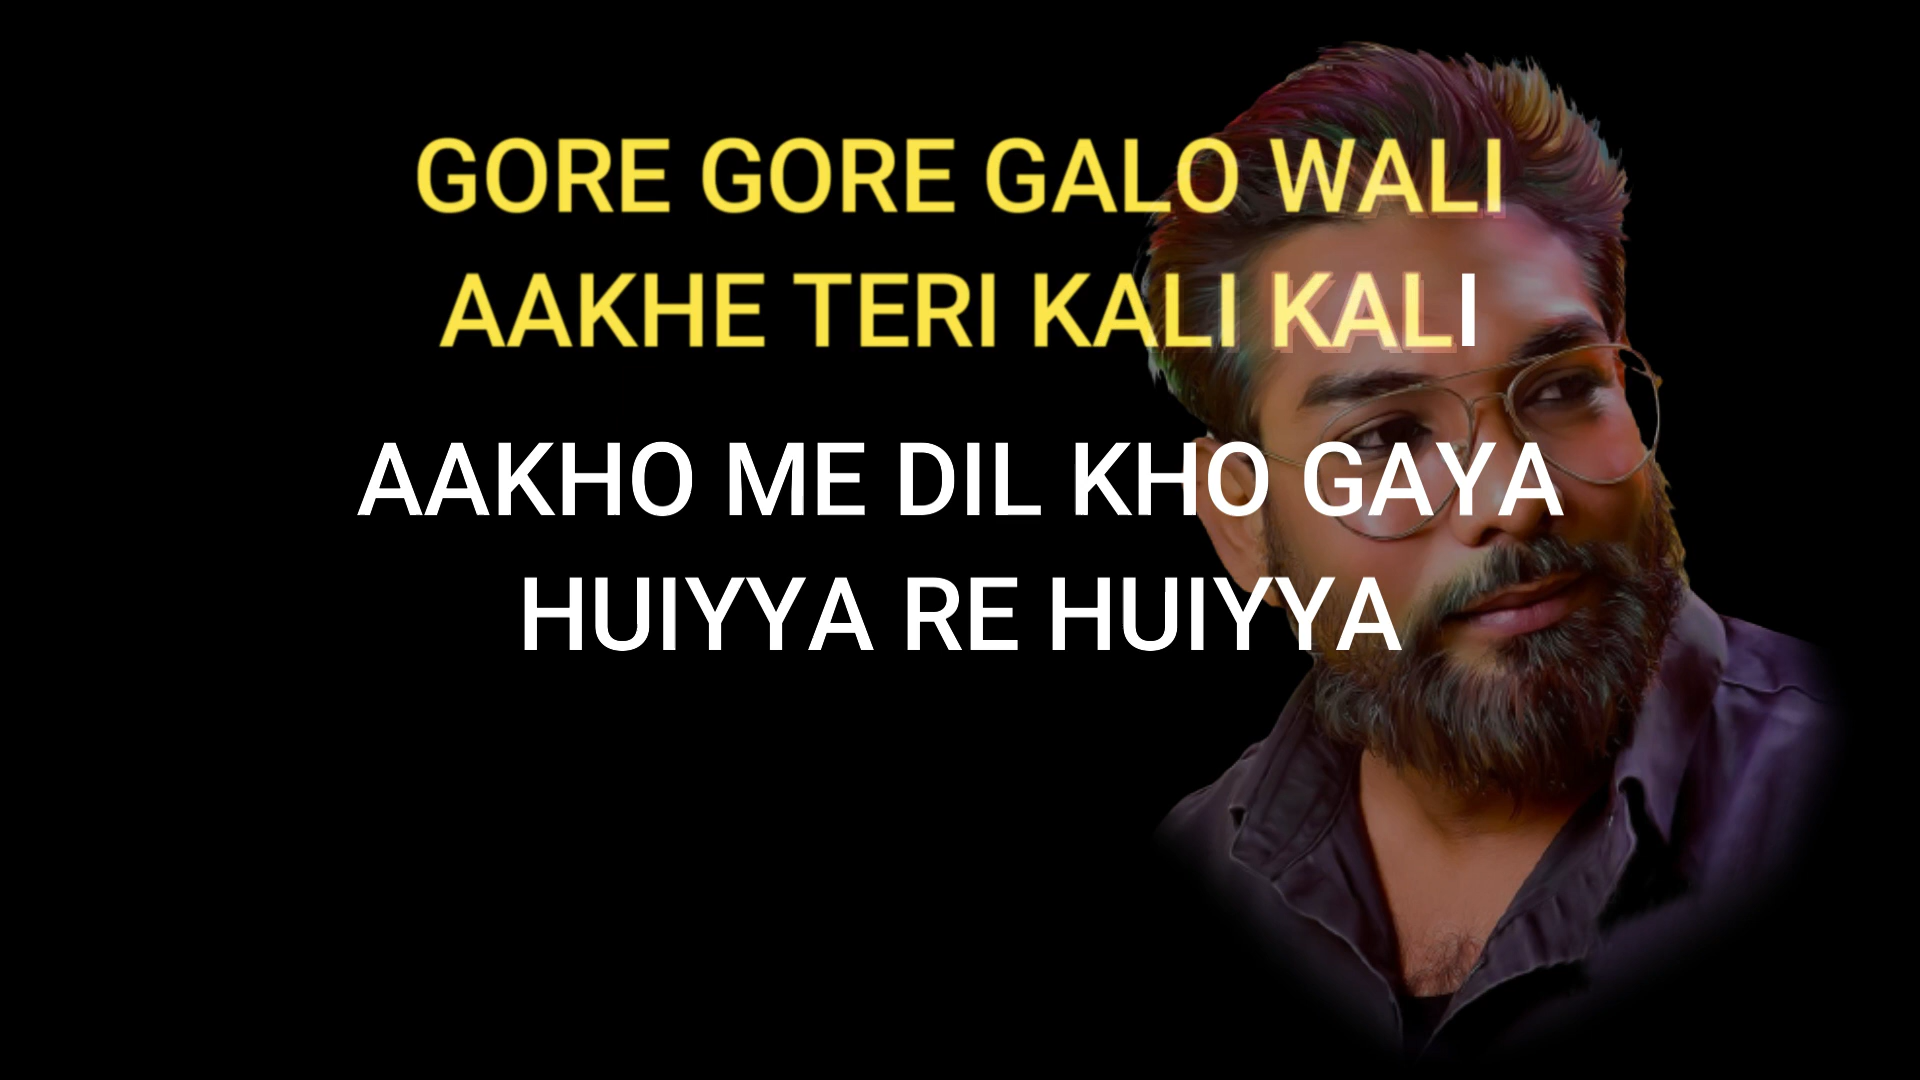 GORE GORE GALO WALI
AAKHE TERI KALI KALI
AAKHO ME DIL KHO GAYA
HUIYYA RE HUIYYA